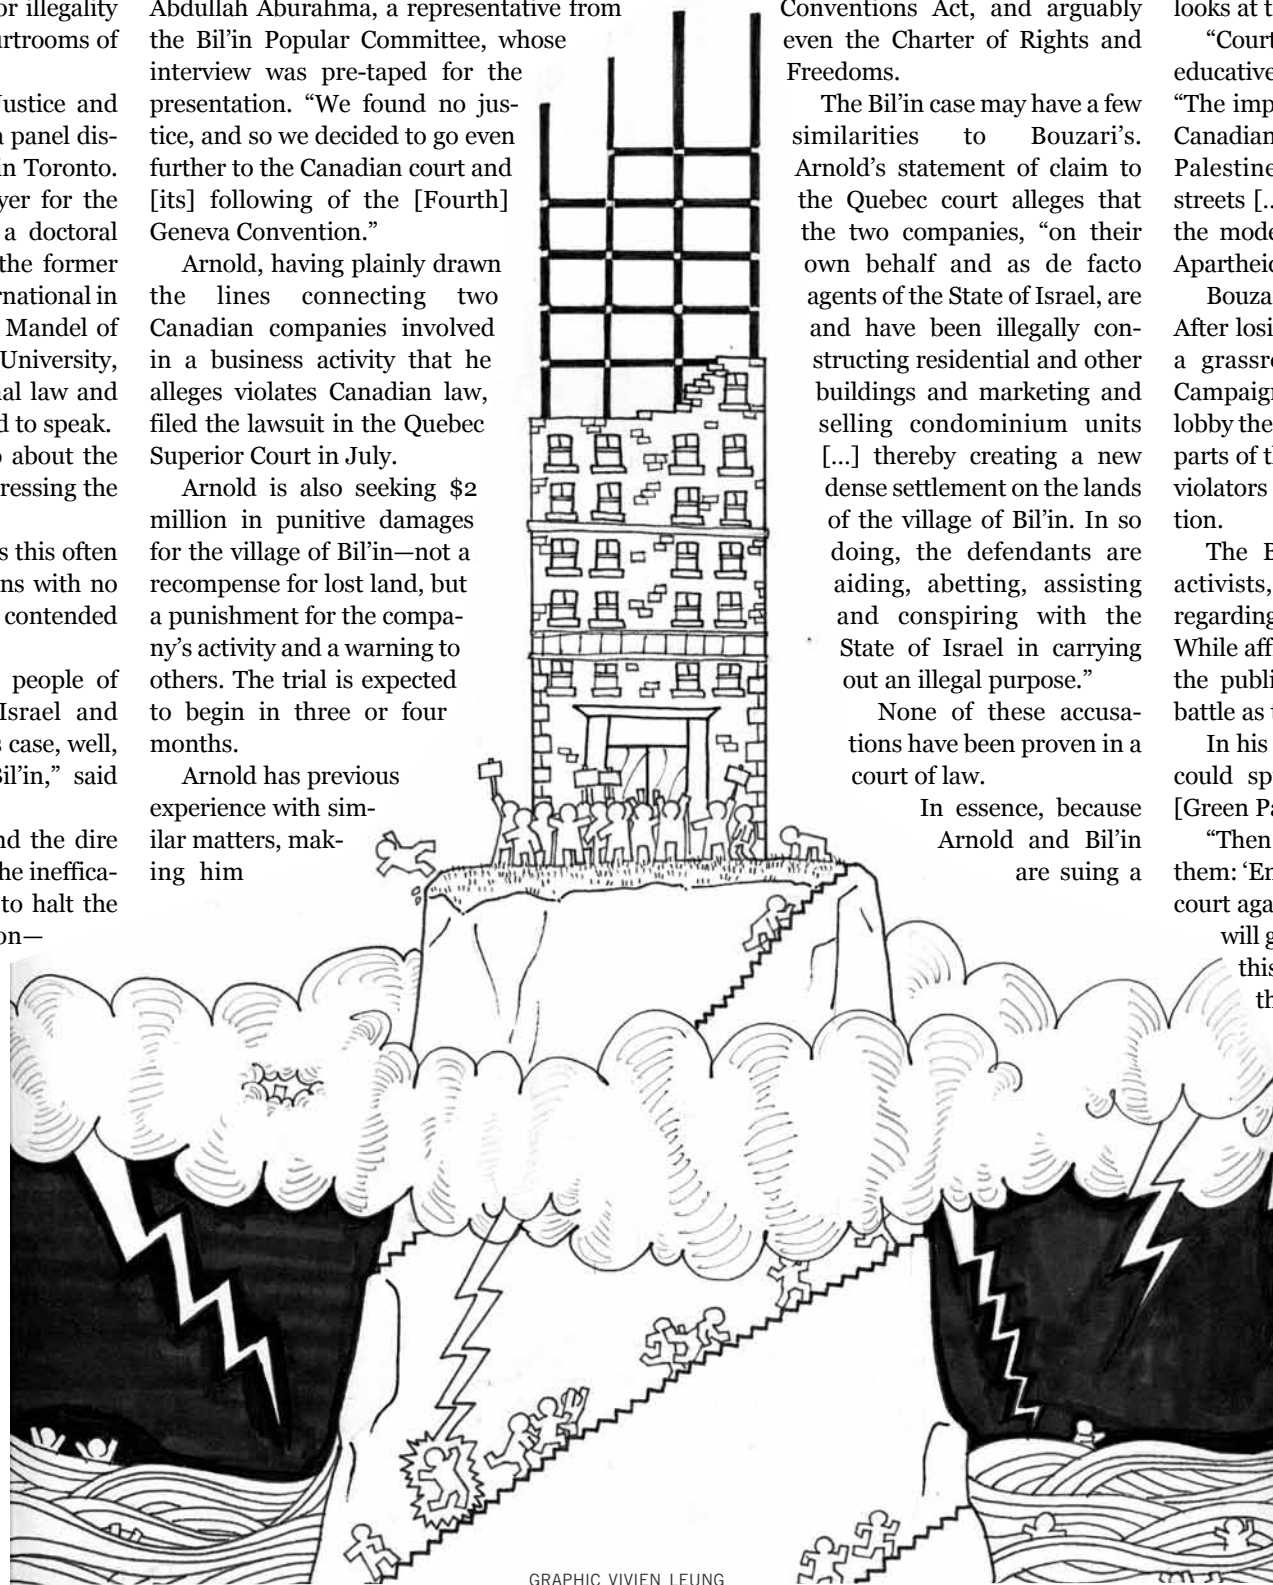 or illegality
urtrooms of
Justice and
panel dis-
in Toronto.
yer for the
a doctoral
the former
rnational in
Mandel of
University,
al law and
d to speak.
about the
ressing the
s this often
ns with no
contended
people of
Israel and
s case, well,
Bil’in,” said
nd the dire
he ineffica-
to halt the
on—
Abdullah Aburahma, a representative from
the Bil’in Popular Committee, whose
interview was pre-taped for the
presentation. “We found no jus-
tice, and so we decided to go even
further to the Canadian court and
[its] following of the [Fourth]
Geneva Convention.”
Arnold, having plainly drawn
the lines connecting two
Canadian companies involved
in a business activity that he
alleges violates Canadian law,
filed the lawsuit in the Quebec
Superior Court in July.
Arnold is also seeking $2
million in punitive damages
for the village of Bil’in—not a
recompense for lost land, but
a punishment for the compa-
ny’s activity and a warning to
others. The trial is expected
to begin in three or four
months.
Arnold has previous
experience with sim-
ilar matters, mak-
ing him
Conventions Act, and arguably
even the Charter of Rights and
Freedoms.
The Bil’in case may have a few
similarities to Bouzari’s.
Arnold’s statement of claim to
the Quebec court alleges that
the two companies, “on their
own behalf and as de facto
agents of the State of Israel, are
and have been illegally con-
structing residential and other
buildings and marketing and
selling condominium units
[...] thereby creating a new
dense settlement on the lands
of the village of Bil’in. In so
doing, the defendants are
aiding, abetting, assisting
and conspiring with the
State of Israel in carrying
out an illegal purpose.”
None of these accusa-
tions have been proven in a
court of law.
In essence, because
Arnold and Bil’in
are suing a
looks at t
“Court
educative
“The imp
Canadian
Palestine
streets [..
the mode
Apartheid
Bouza
After losi
a grassr
Campaign
lobby the
parts of t
violators
tion.
The B
activists,
regarding
While aff
the publi
battle as
In his
could sp
[Green Pa
“Then
them: ‘En
court aga
will g
this
th
GRAPHIC VIVIEN LEUNG